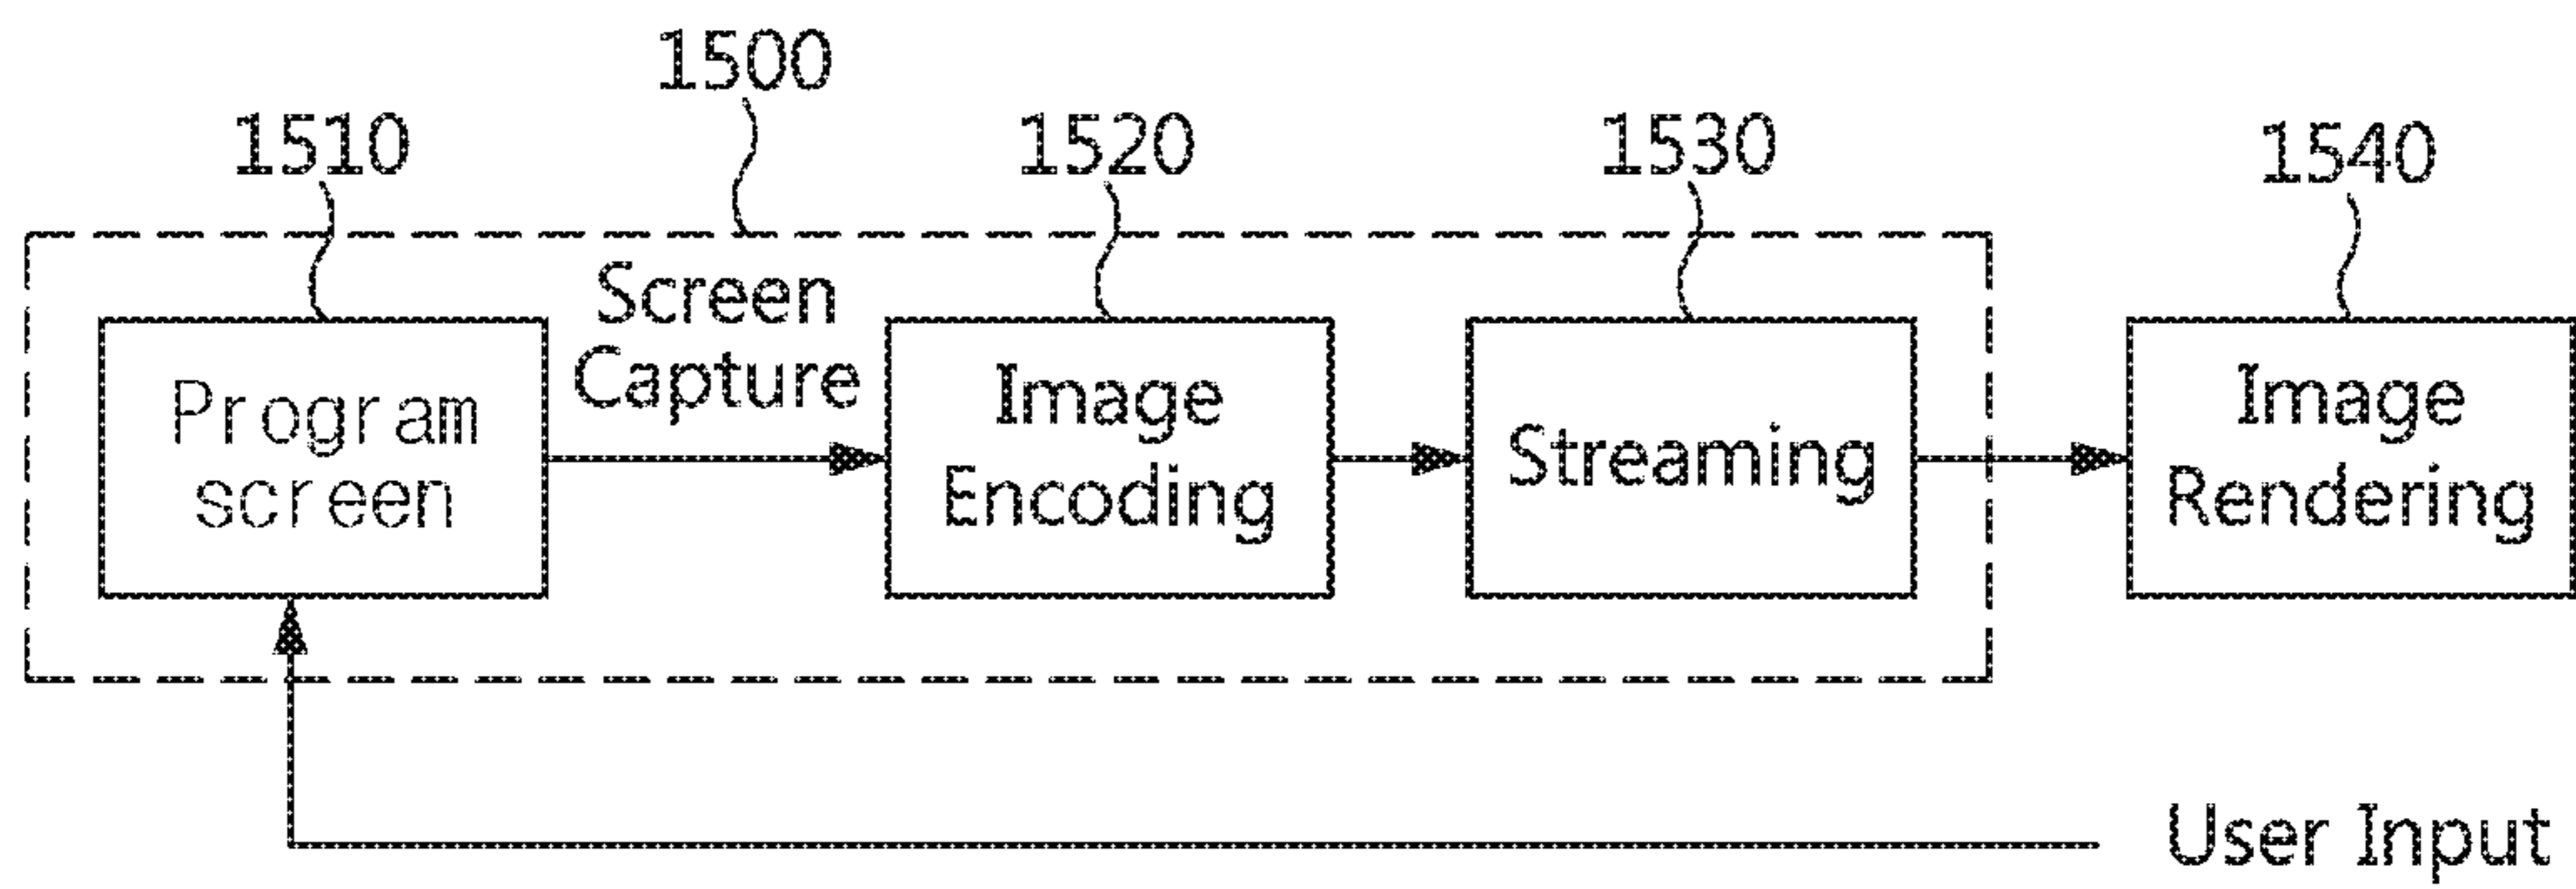 1500
1510
1520
1530
1540
Screen
Capture
Program
screen
Image
Encoding
Streaming
Image
Rendering
User Input